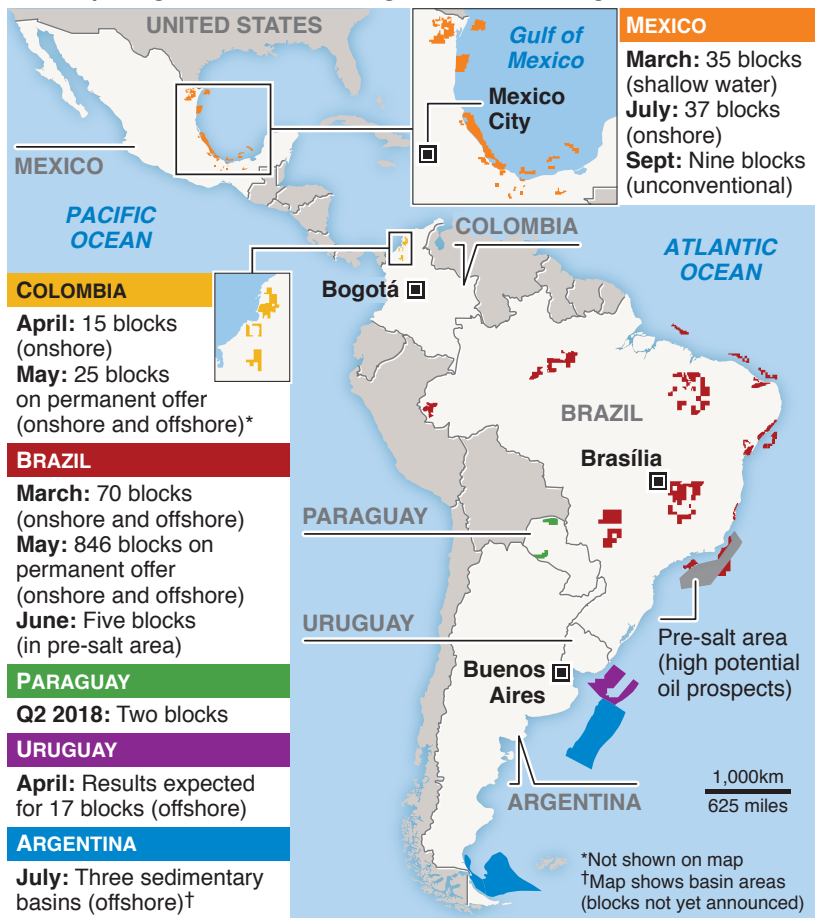 UNITED STATES
Gulf of
Mexico
Mexico
City
MEXICO
March: 35 blocks
(shallow water)
July: 37 blocks
(onshore)
Sept: Nine blocks
(unconventional)
MEXICO
PACIFIC
OCEAN
COLOMBIA
ATLANTIC
OCEAN
Bogotá
COLOMBIA
April: 15 blocks
(onshore)
May: 25 blocks
on permanent offer
(onshore and offshore)*
BRAZIL
Brasília
BRAZIL
March: 70 blocks
(onshore and offshore)
May: 846 blocks on
permanent offer
(onshore and offshore)
June: Five blocks
(in pre-salt area)
PARAGUAY
URUGUAY
Pre-salt area
(high potential
oil prospects)
Buenos
Aires
PARAGUAY
Q2 2018: Two blocks
URUGUAY
April: Results expected
for 17 blocks (offshore)
ARGENTINA
1,000km
625 miles
ARGENTINA
July: Three sedimentary
basins (offshore)†
*Not shown on map
†Map shows basin areas
(blocks not yet announced)